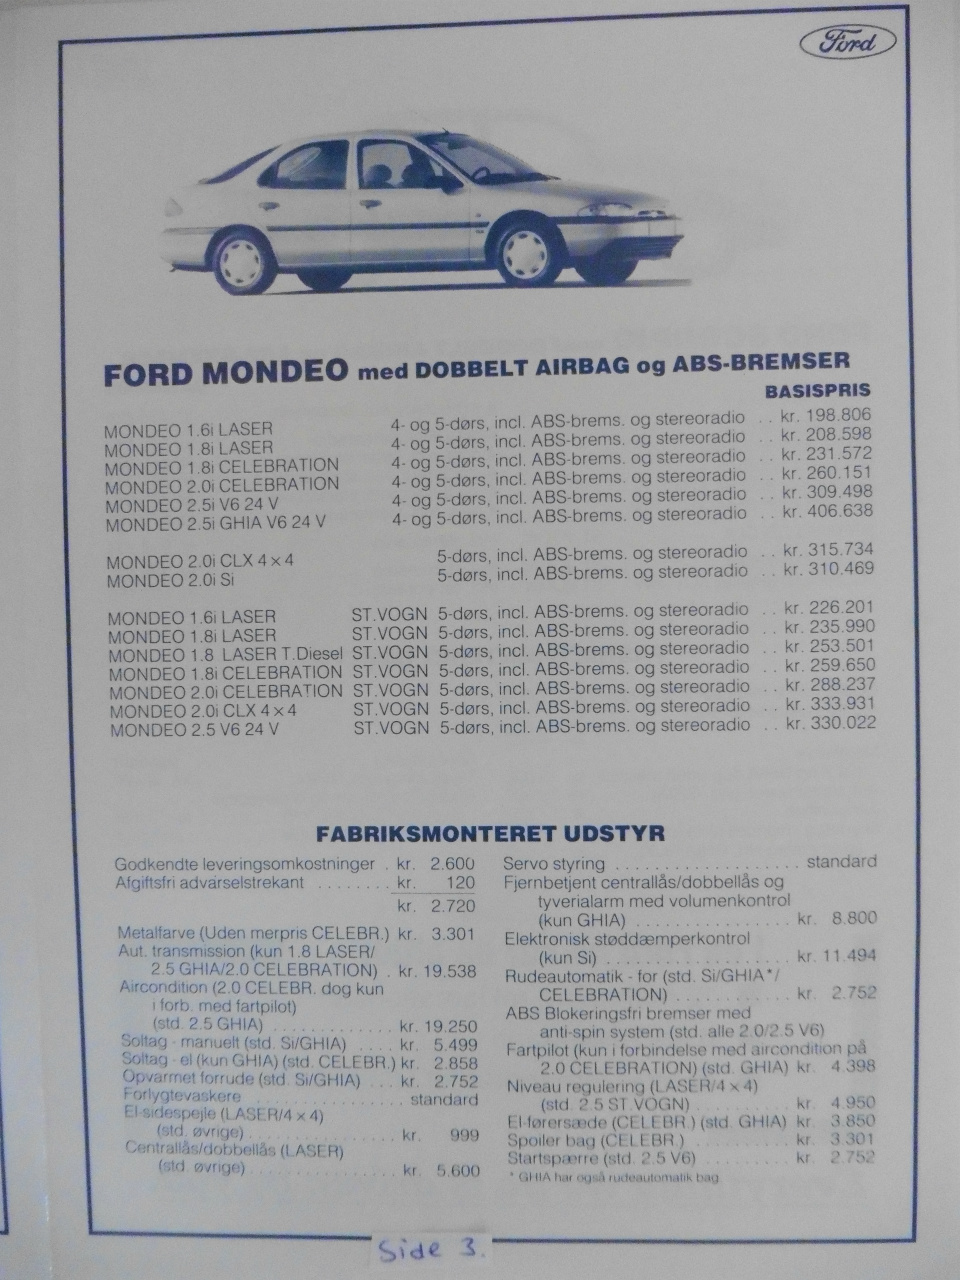 Ford
FORD MONDEO med DOBBELT AIRBAG og ABS-BREMSER
BASISPRIS
MONDEO 1.6i LASER 4- og 5-dørs, incl. ABS-brems. og stereoradio . . kr. 198.806
MONDEO 1.8i LASER 4- og 5-dørs, incl. ABS-brems. og stereoradio . . kr. 208.598
MONDEO 1.8i CELEBRATION 4- og 5-dørs, incl. ABS-brems. og stereoradio . . kr. 231.572
MONDEO 2.0i CELEBRATION 4- og 5-dørs, incl. ABS-brems. og stereoradio . . kr. 260.151
MONDEO 2.5i V6 24 V 4- og 5-dørs, incl. ABS-brems. og stereoradio . . kr. 309.498
MONDEO 2.5i GHIA V6 24 V 4- og 5-dørs, incl. ABS-brems. og stereoradio . . kr. 406.638
MONDEO 2.0i CLX 4×4 5-dørs, incl. ABS-brems. og stereoradio . . kr. 315.734
MONDEO 2.0i Si 5-dørs, incl. ABS-brems. og stereoradio . . kr. 310.469
MONDEO 1.6i LASER ST.VOGN 5-dørs, incl. ABS-brems. og stereoradio . . kr. 226.201
MONDEO 1.8i LASER ST.VOGN 5-dørs, incl. ABS-brems. og stereoradio . . kr. 235.990
MONDEO 1.8 LASER T.Diesel ST.VOGN 5-dørs, incl. ABS-brems. og stereoradio . . kr. 253.501
MONDEO 1.8i CELEBRATION ST.VOGN 5-dørs, incl. ABS-brems. og stereoradio . . kr. 259.650
MONDEO 2.0i CELEBRATION ST.VOGN 5-dørs, incl. ABS-brems. og stereoradio . . kr. 288.237
MONDEO 2.0i CLX 4×4 ST.VOGN 5-dørs, incl. ABS-brems. og stereoradio . . kr. 333.931
MONDEO 2.5 V6 24 V ST.VOGN 5-dørs, incl. ABS-brems. og stereoradio . . kr. 330.022
FABRIKSMONTERET UDSTYR
Godkendte leveringsomkostninger . kr. 2.600
Afgiftsfri advarselstrekant . . . . . . . . kr. 120
kr. 2.720
Metalfarve (Uden merpris CELEBR.) kr. 3.301
Aut. transmission (kun 1.8 LASER/
2.5 GHIA/2.0 CELEBRATION) . kr. 19.538
Aircondition (2.0 CELEBR. dog kun
i forb. med fartpilot)
(std. 2.5 GHIA) . . . . . . . . . . . . kr. 19.250
Soltag - manuelt (std. Si/GHIA) . . . . kr. 5.499
Soltag - el (kun GHIA) (std. CELEBR.) kr. 2.858
Opvarmet forrude (std. Si/GHIA) . . . kr. 2.752
Forlygtevaskere . . . . . . . . . . . . . . . . standard
El-sidespejle (LASER/4×4)
(std. øvrige) . . . . . . . . . . . . . . . kr. 999
Centrallås/dobbellås (LASER)
(std. øvrige) . . . . . . . . . . . . . . . kr. 5.600
Servo styring . . . . . . . . . . . . . . . . . . standard
Fjernbetjent centrallås/dobbellås og
tyverialarm med volumenkontrol
(kun GHIA) . . . . . . . . . . . . . . . . kr. 8.800
Elektronisk støddæmperkontrol
(kun Si) . . . . . . . . . . . . . . . . . . . kr. 11.494
Rudeautomatik - for (std. Si/GHIA*/
CELEBRATION) . . . . . . . . . . . . kr. 2.752
ABS Blokeringsfri bremser med
anti-spin system (std. alle 2.0/2.5 V6)
Fartpilot (kun i forbindelse med aircondition på
2.0 CELEBRATION) (std. GHIA) kr. 4.398
Niveau regulering (LASER/4×4)
(std. 2.5 ST.VOGN) . . . . . . . . . . kr. 4.950
El-førersæde (CELEBR.) (std. GHIA) kr. 3.850
Spoiler bag (CELEBR.) . . . . . . . . . . . kr. 3.301
Startspærre (std. 2.5 V6) . . . . . . . . . kr. 2.752
* GHIA har også rudeautomatik bag.
Side 3.